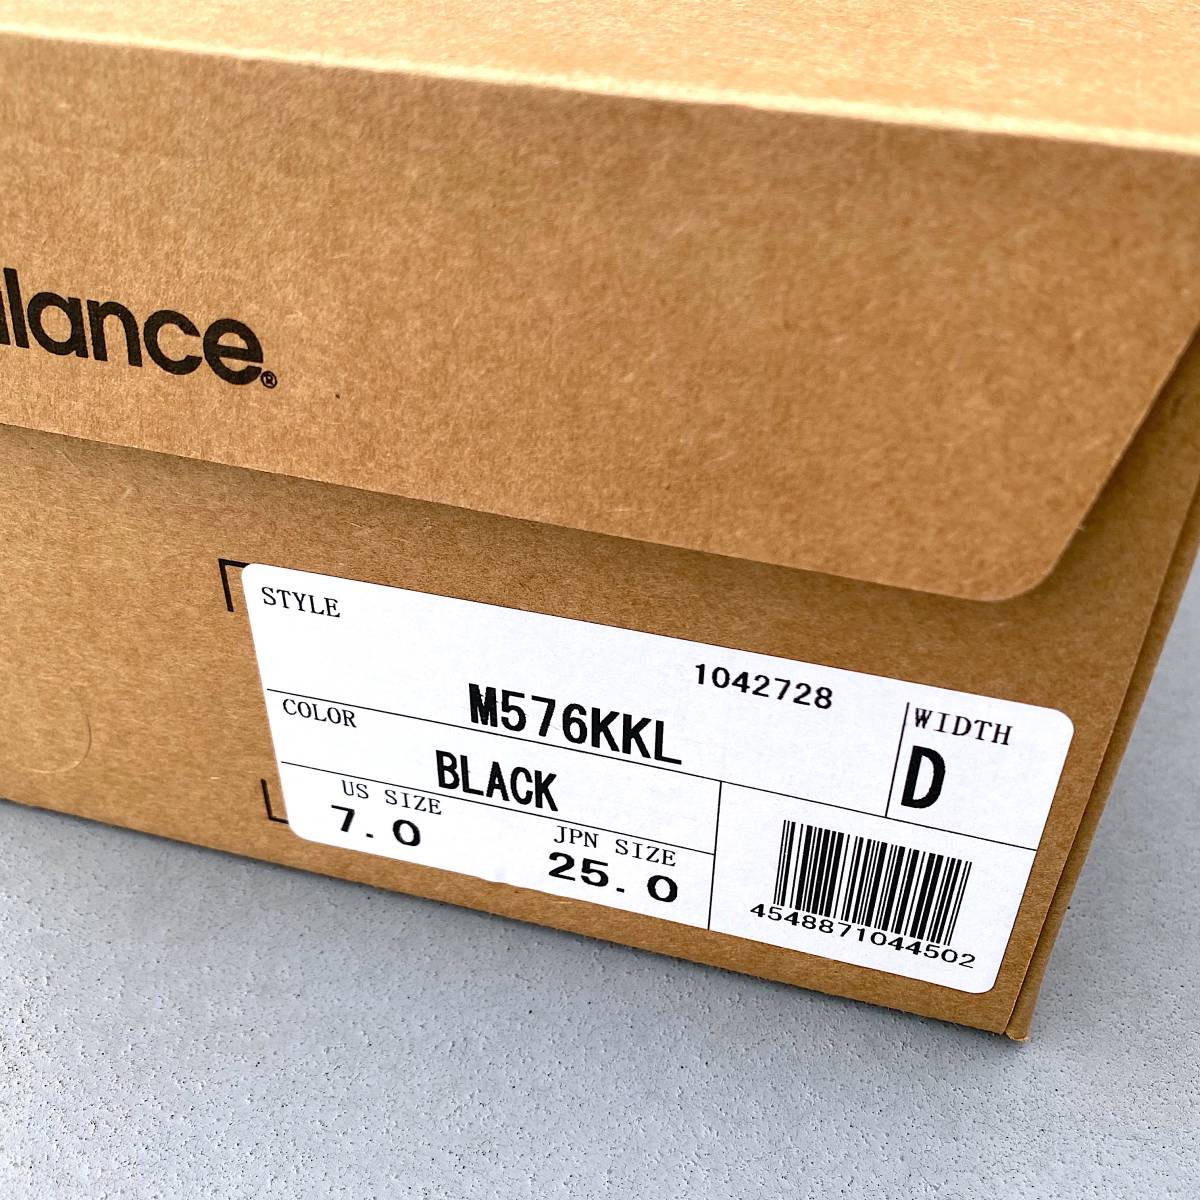 alance®
STYLE
1042728
M576KKL
WIDTH
D
COLOR
BLACK
US SIZE
7.0
JPN SIZE
25.0
4548871044502